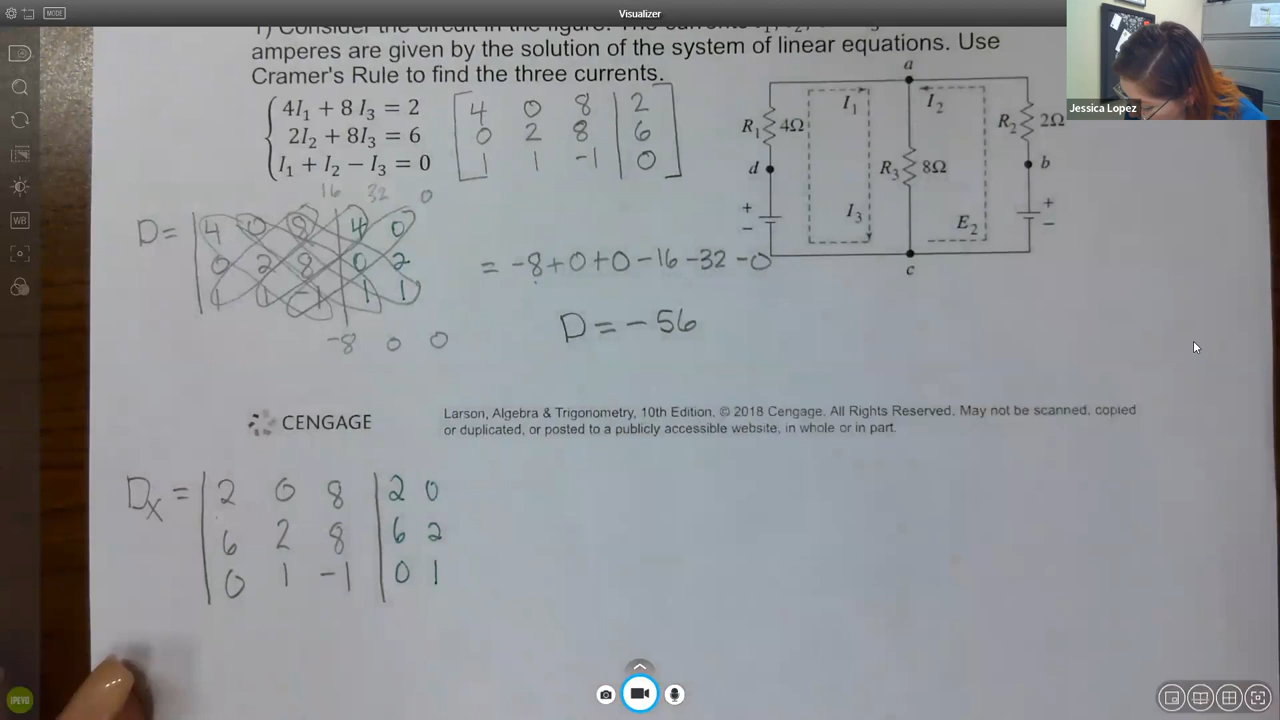 Visualizer
MODE
WB
IPEVO
Jessica Lopez
amperes are given by the solution of the system of linear equations. Use
Cramer's Rule to find the three currents.
4I₁ + 8 I₃ = 2
2I₂ + 8I₃ = 6
I₁ + I₂ − I₃ = 0
4 0 8 | 2
0 2 8 | 6
1 1 -1 | 0
a
I₁ I₂
R₁ 4Ω
R₂ 2Ω
d
R₃ 8Ω
b
+ −
I₃
E₂
+ −
c
16 32 0
D = | 4 0 8 | 4 0
0 2 8 | 0 2
1 1 -1 | 1 1
-8 0 0
= -8+0+0-16-32-0
D = -56
CENGAGE
Larson, Algebra & Trigonometry, 10th Edition. © 2018 Cengage. All Rights Reserved. May not be scanned, copied
or duplicated, or posted to a publicly accessible website, in whole or in part.
Dx = | 2 0 8 | 2 0
6 2 8 | 6 2
0 1 -1 | 0 1